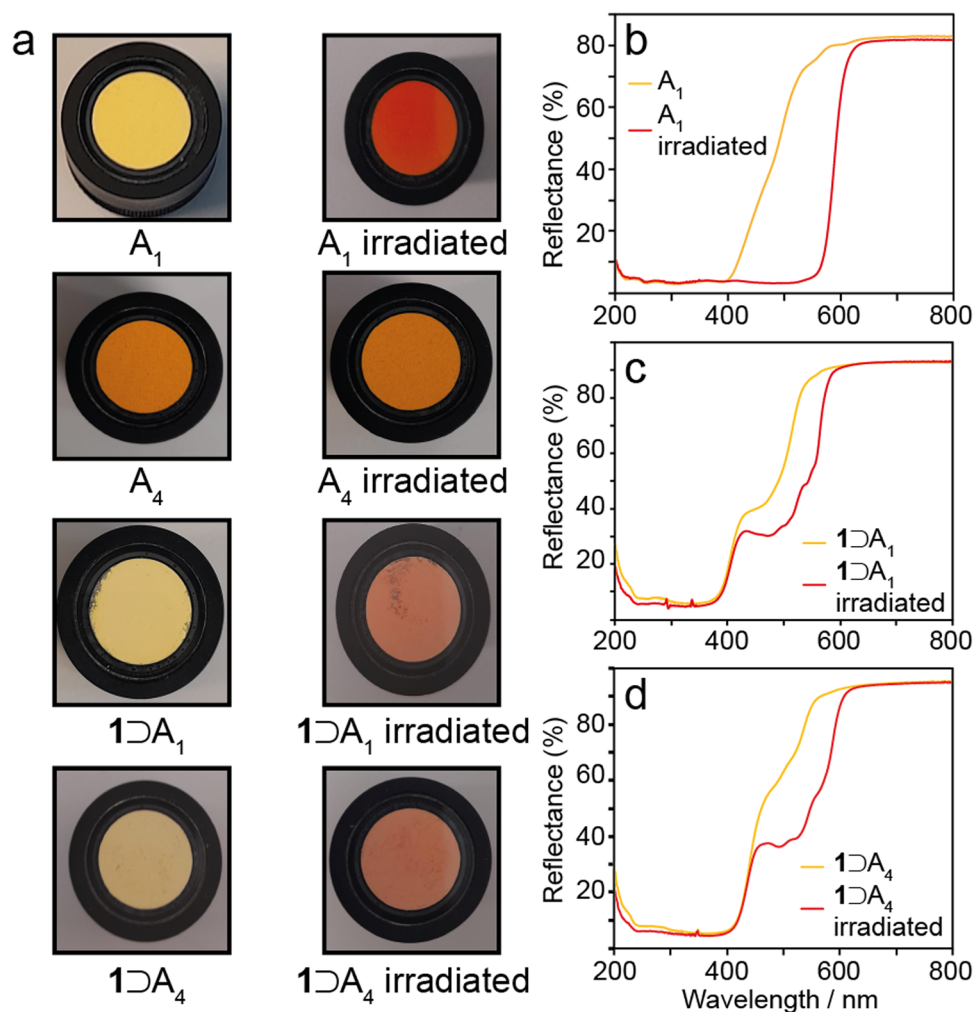 a
A₁
A₁ irradiated
A₄
A₄ irradiated
1⊃A₁
1⊃A₁ irradiated
1⊃A₄
1⊃A₄ irradiated
b
Reflectance (%)
80
60
40
20
200 400 600 800
A₁
A₁
irradiated
c
Reflectance (%)
80
60
40
20
200 400 600 800
1⊃A₁
1⊃A₁
irradiated
d
Reflectance (%)
80
60
40
20
200 400 600 800
1⊃A₄
1⊃A₄
irradiated
Wavelength / nm